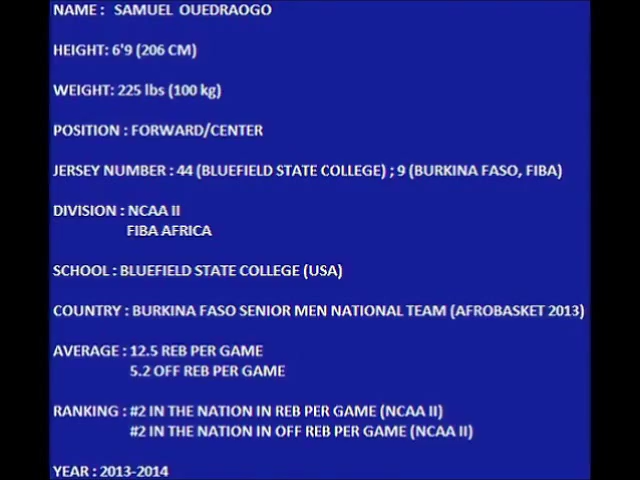 NAME : SAMUEL OUEDRAOGO
HEIGHT: 6'9 (206 CM)
WEIGHT: 225 lbs (100 kg)
POSITION : FORWARD/CENTER
JERSEY NUMBER : 44 (BLUEFIELD STATE COLLEGE) ; 9 (BURKINA FASO, FIBA)
DIVISION : NCAA II
FIBA AFRICA
SCHOOL : BLUEFIELD STATE COLLEGE (USA)
COUNTRY : BURKINA FASO SENIOR MEN NATIONAL TEAM (AFROBASKET 2013)
AVERAGE : 12.5 REB PER GAME
5.2 OFF REB PER GAME
RANKING : #2 IN THE NATION IN REB PER GAME (NCAA II)
#2 IN THE NATION IN OFF REB PER GAME (NCAA II)
YEAR : 2013-2014